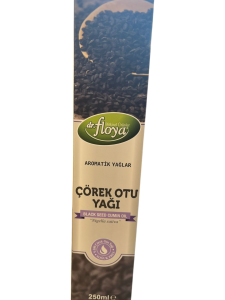 dr
floya
AROMATİK YAĞLAR
ÇÖREK OTU
YAĞI
BLACK SEED CUMIN OIL
250ml e